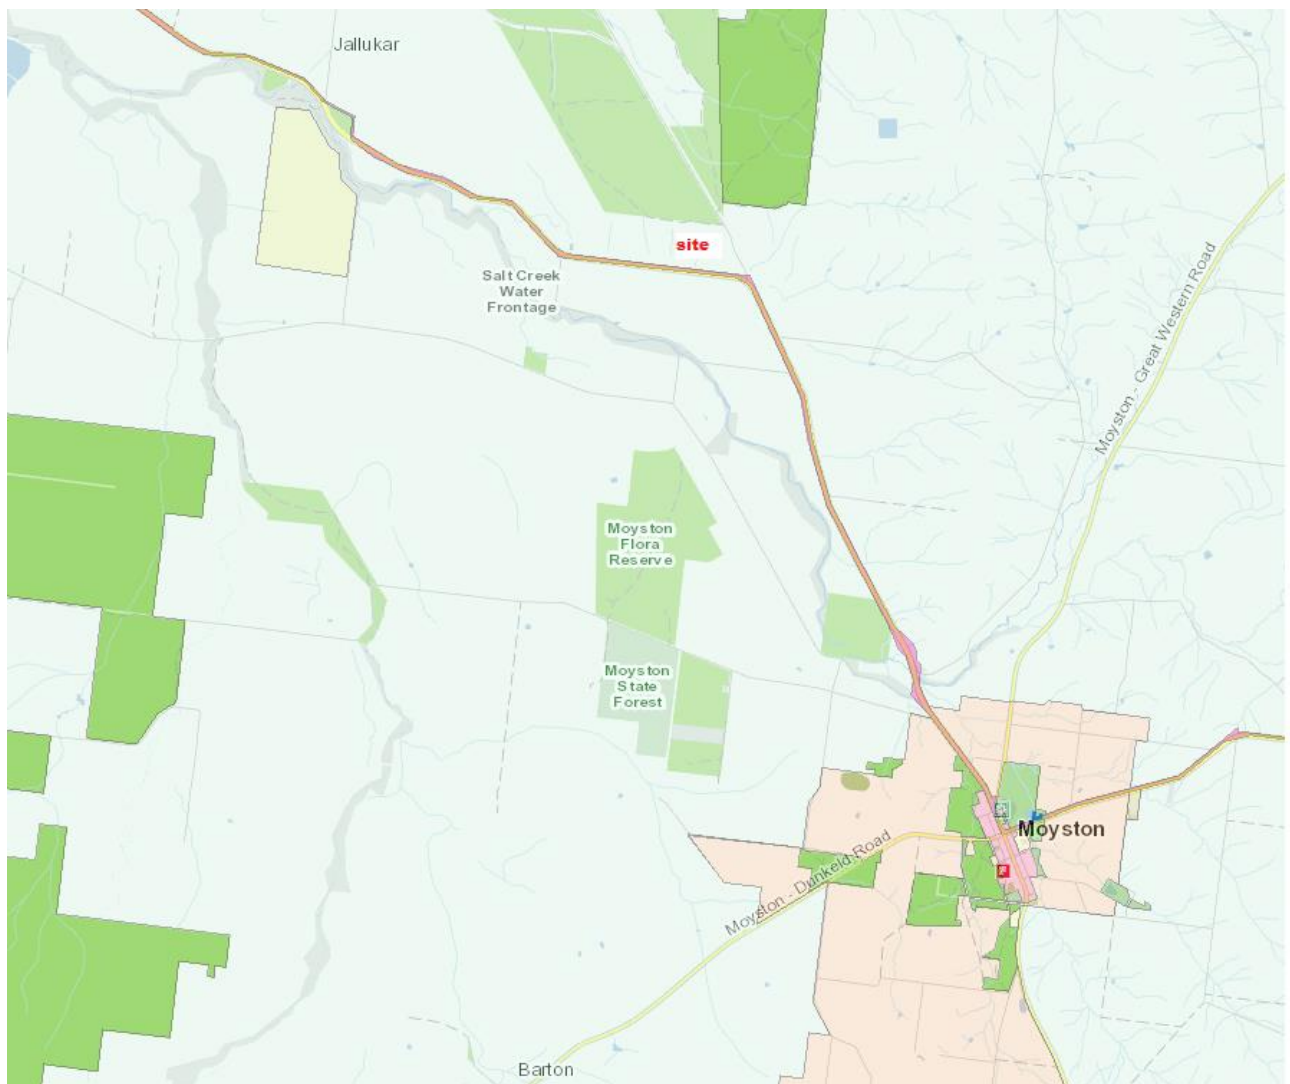 Jallukar
site
Salt Creek
Water
Frontage
Moyston - Great Western Road
Moyston
Flora
Reserve
Moyston
State
Forest
Moyston
Moyston - Dunkeld Road
Barton